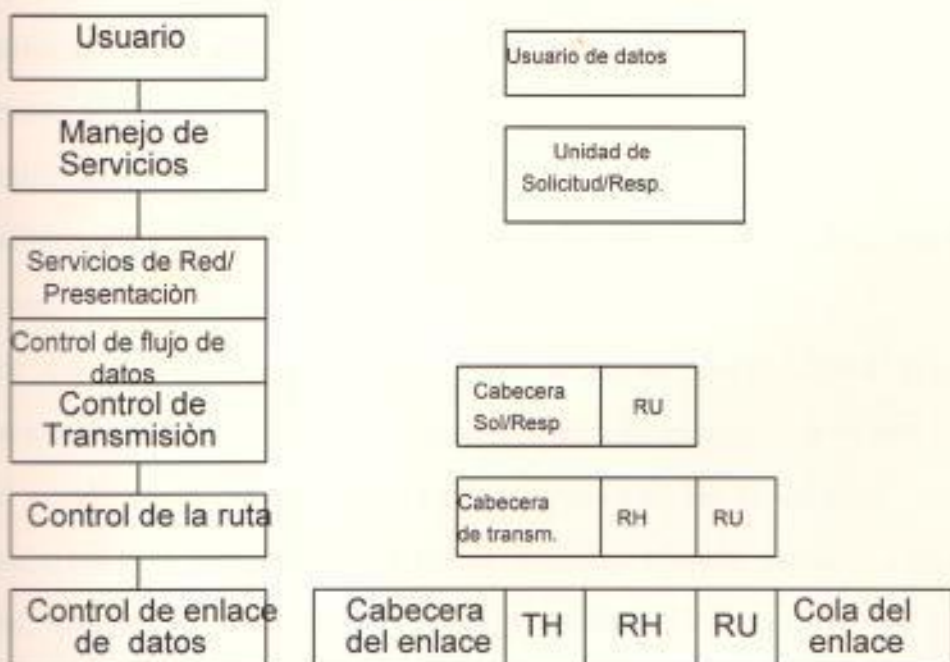 Usuario
Usuario de datos
Manejo de
Servicios
Unidad de
Solicitud/Resp.
Servicios de Red/
Presentaciòn
Control de flujo de
datos
Control de
Transmisiòn
Cabecera
Sol/Resp
RU
Control de la ruta
Cabecera
de transm.
RH
RU
Control de enlace
de datos
Cabecera
del enlace
TH
RH
RU
Cola del
enlace